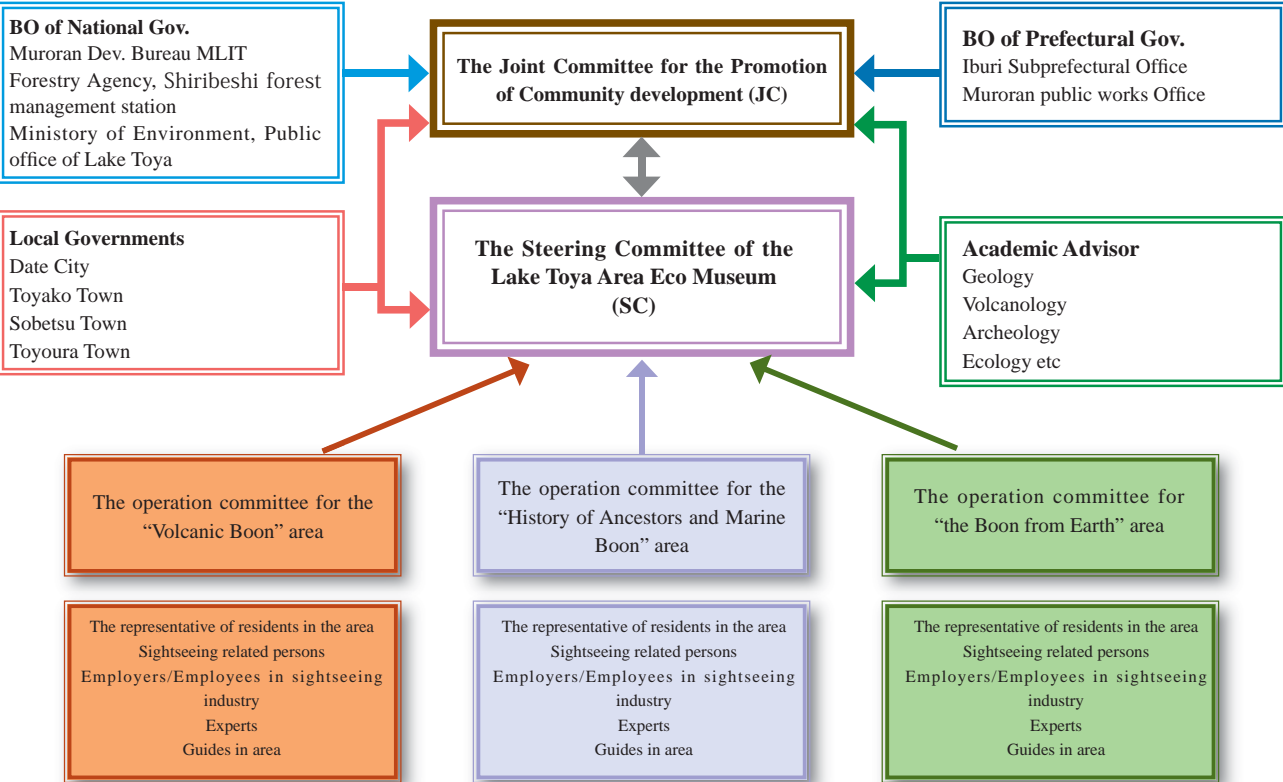 BO of National Gov.
Muroran Dev. Bureau MLIT
Forestry Agency, Shiribeshi forest
management station
Ministory of Environment, Public
office of Lake Toya
The Joint Committee for the Promotion
of Community development (JC)
BO of Prefectural Gov.
Iburi Subprefectural Office
Muroran public works Office
Local Governments
Date City
Toyako Town
Sobetsu Town
Toyoura Town
The Steering Committee of the
Lake Toya Area Eco Museum
(SC)
Academic Advisor
Geology
Volcanology
Archeology
Ecology etc
The operation committee for the
“Volcanic Boon” area
The operation committee for the
“History of Ancestors and Marine
Boon” area
The operation committee for
“the Boon from Earth” area
The representative of residents in the area
Sightseeing related persons
Employers/Employees in sightseeing
industry
Experts
Guides in area
The representative of residents in the area
Sightseeing related persons
Employers/Employees in sightseeing
industry
Experts
Guides in area
The representative of residents in the area
Sightseeing related persons
Employers/Employees in sightseeing
industry
Experts
Guides in area